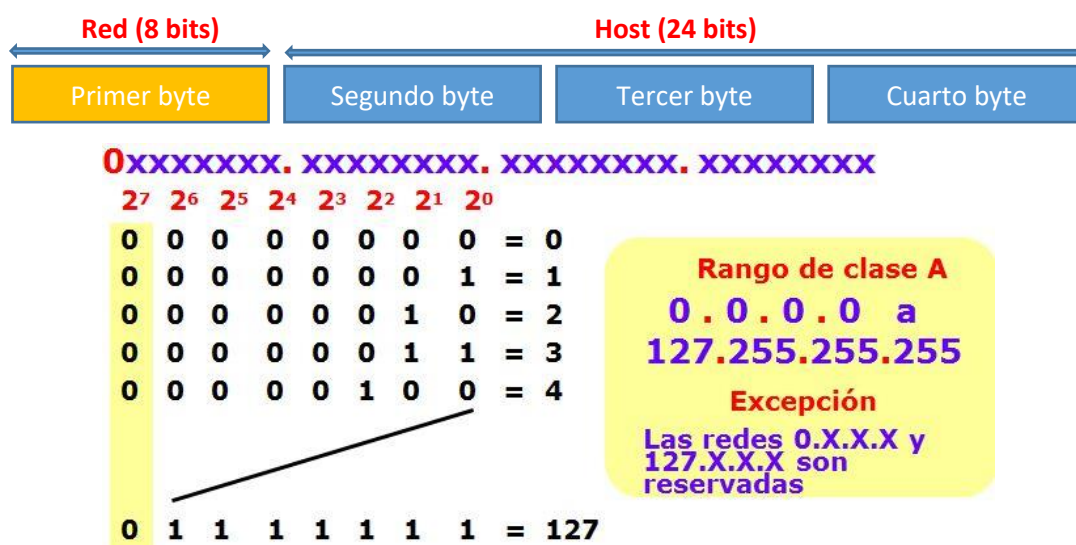 Red (8 bits)
Host (24 bits)
Primer byte
Segundo byte
Tercer byte
Cuarto byte
0xxxxxxx. xxxxxxxx. xxxxxxxx. xxxxxxxx
2⁷ 2⁶ 2⁵ 2⁴ 2³ 2² 2¹ 2⁰
0 0 0 0 0 0 0 0 = 0
0 0 0 0 0 0 0 1 = 1
0 0 0 0 0 0 1 0 = 2
0 0 0 0 0 0 1 1 = 3
0 0 0 0 0 1 0 0 = 4
0 1 1 1 1 1 1 1 = 127
Rango de clase A
0 . 0 . 0 . 0 a
127.255.255.255
Excepción
Las redes 0.X.X.X y
127.X.X.X son
reservadas